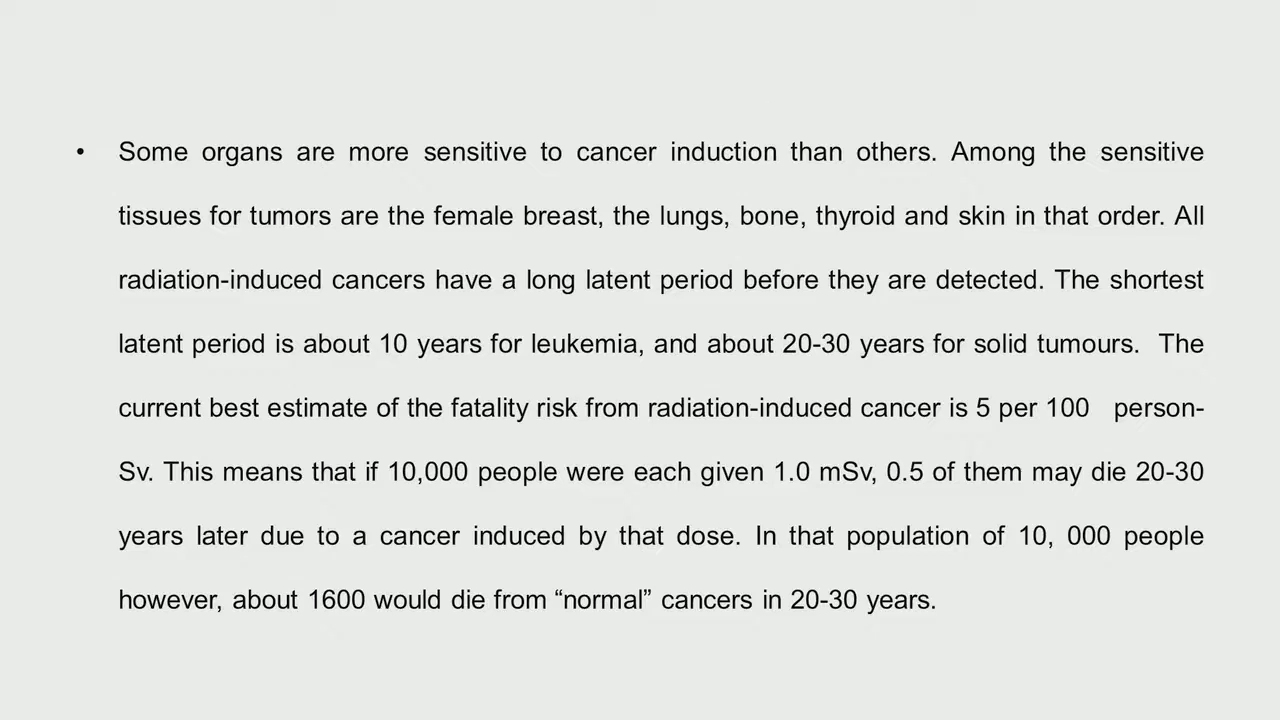 • Some organs are more sensitive to cancer induction than others. Among the sensitive
tissues for tumors are the female breast, the lungs, bone, thyroid and skin in that order. All
radiation-induced cancers have a long latent period before they are detected. The shortest
latent period is about 10 years for leukemia, and about 20-30 years for solid tumours.  The
current best estimate of the fatality risk from radiation-induced cancer is 5 per 100   person-
Sv. This means that if 10,000 people were each given 1.0 mSv, 0.5 of them may die 20-30
years later due to a cancer induced by that dose. In that population of 10, 000 people
however, about 1600 would die from “normal” cancers in 20-30 years.